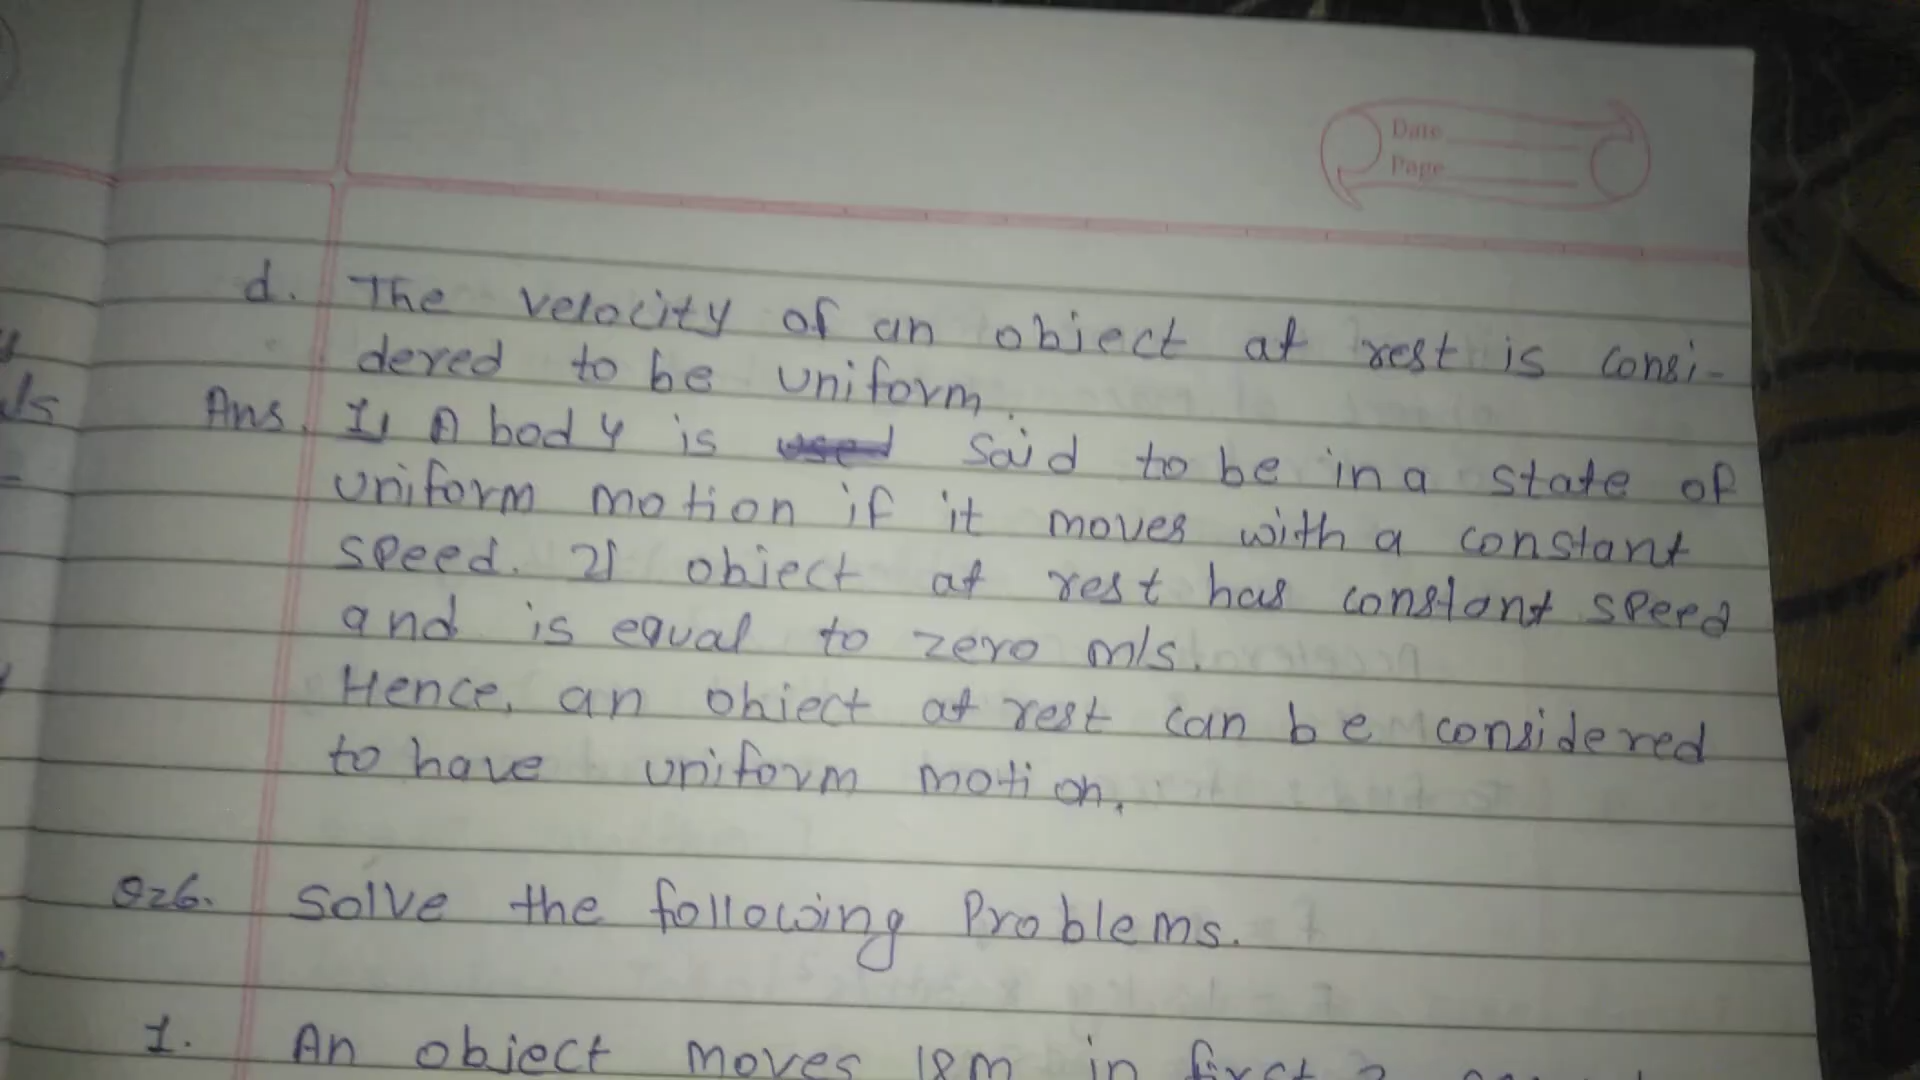 Date
Page
d. The velocity of an object at rest is consi-
dered to be uniform.
Ans. 1, A body is used said to be in a state of
uniform motion if it moves with a constant
speed. 21 object at rest has constant speed
and is equal to zero m/s.
Hence, an object at rest can be considered
to have uniform motion.
Q26. Solve the following Problems.
1. An object moves 18m in first 3